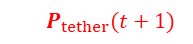 P_tether(t + 1)